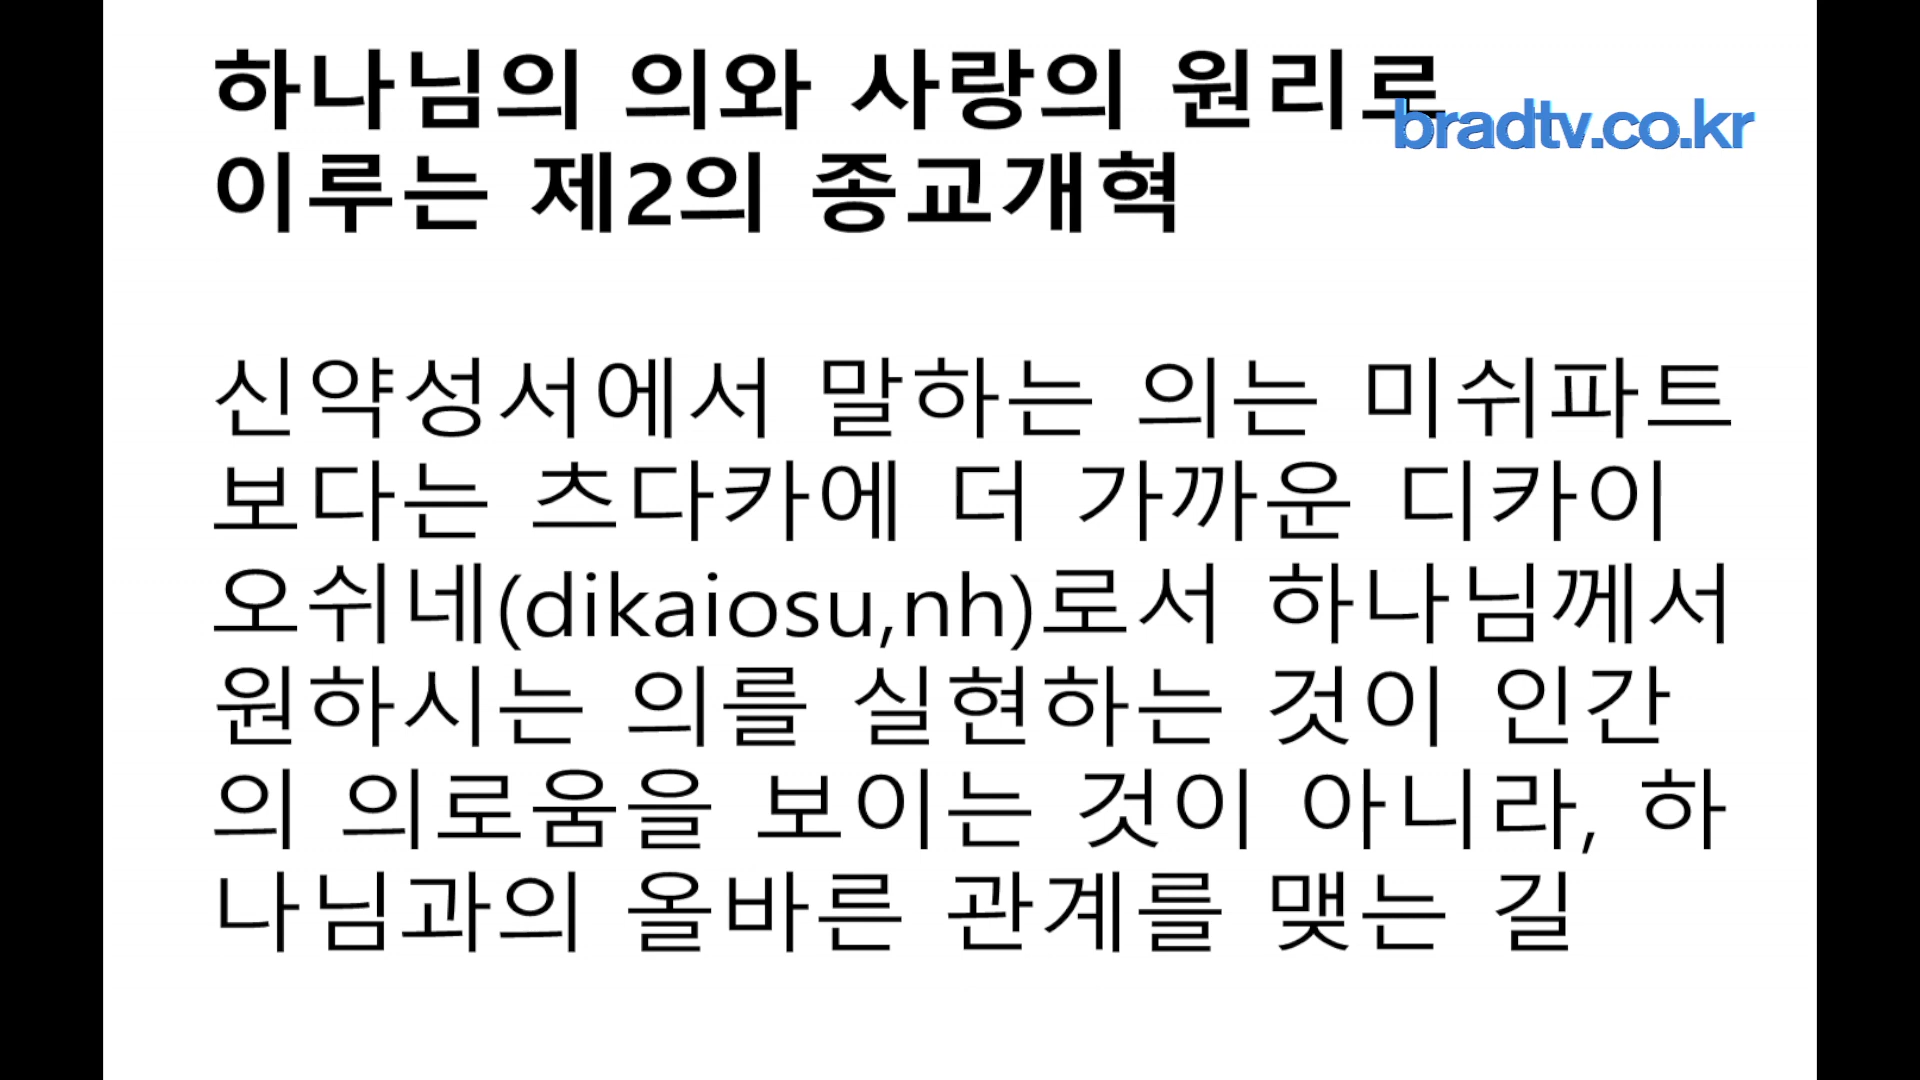 하나님의 의와 사랑의 원리로
bradtv.co.kr
이루는 제2의 종교개혁
신약성서에서 말하는 의는 미쉬파트
보다는 츠다카에 더 가까운 디카이
오쉬네(dikaiosu,nh)로서 하나님께서
원하시는 의를 실현하는 것이 인간
의 의로움을 보이는 것이 아니라, 하
나님과의 올바른 관계를 맺는 길